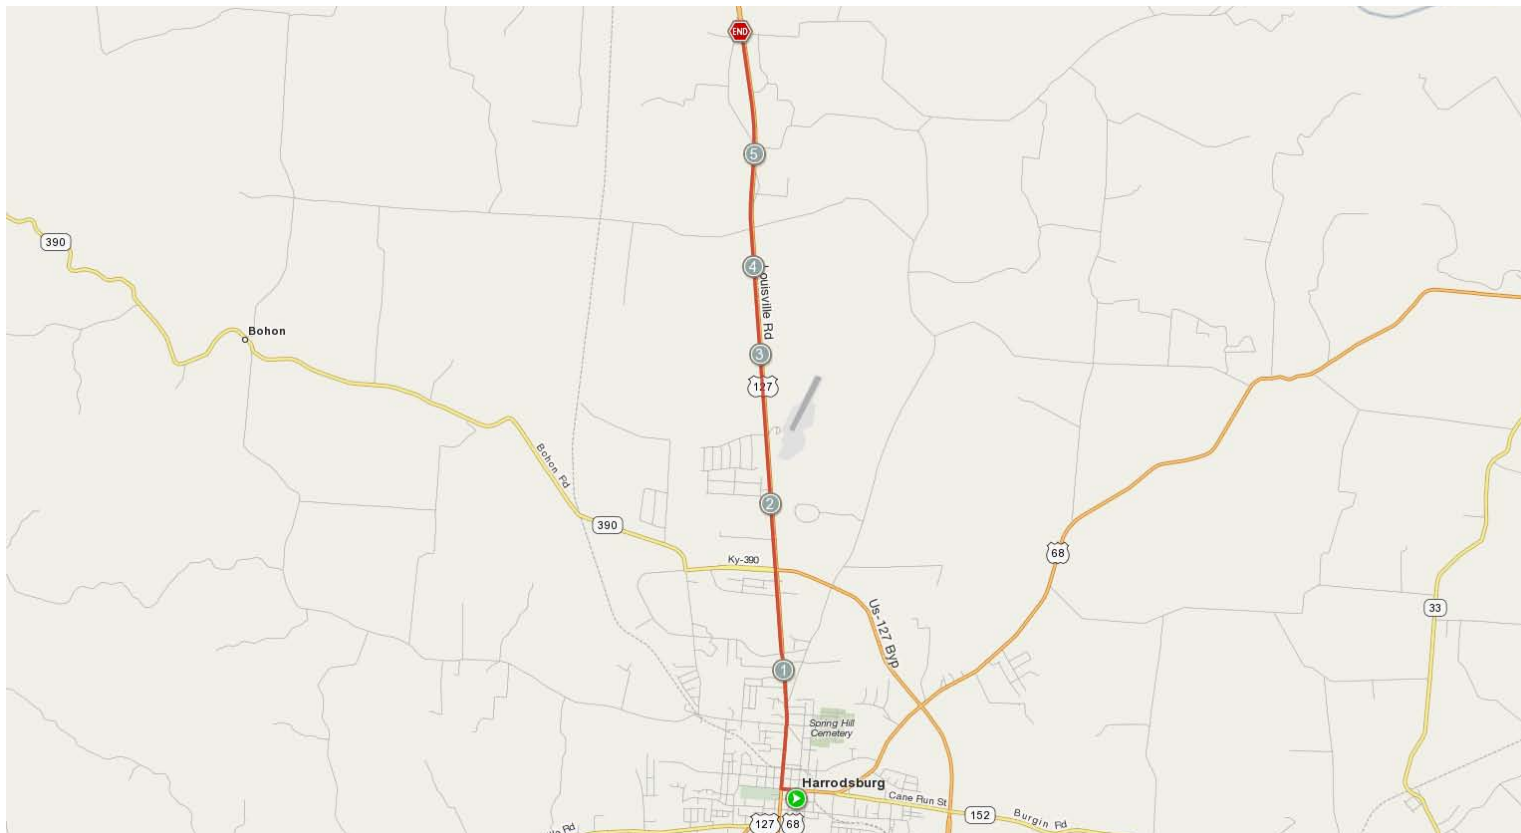 END
5
390
4
Louisville Rd
Bohon
3
127
Bohon Rd
2
390
Ky-390
68
Us-127 Byp
33
1
Spring Hill
Cemetery
Harrodsburg
Cane Run St
152
Burgin Rd
127
68
Rd